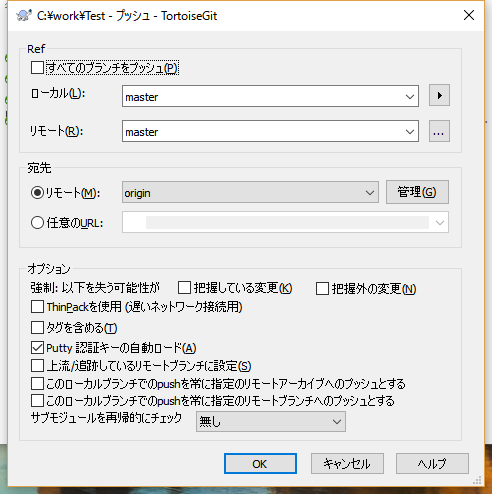 C:¥work¥Test - プッシュ - TortoiseGit
Ref
すべてのブランチをプッシュ(P)
ローカル(L): master
リモート(R): master ...
宛先
リモート(M): origin 管理(G)
任意のURL:
オプション
強制: 以下を失う可能性が 把握している変更(K) 把握外の変更(N)
ThinPackを使用 (遅いネットワーク接続用)
タグを含める(T)
Putty 認証キーの自動ロード(A)
上流/追跡しているリモートブランチに設定(S)
このローカルブランチでのpushを常に指定のリモートアーカイブへのプッシュとする
このローカルブランチでのpushを常に指定のリモートブランチへのプッシュとする
サブモジュールを再帰的にチェック 無し
OK キャンセル ヘルプ